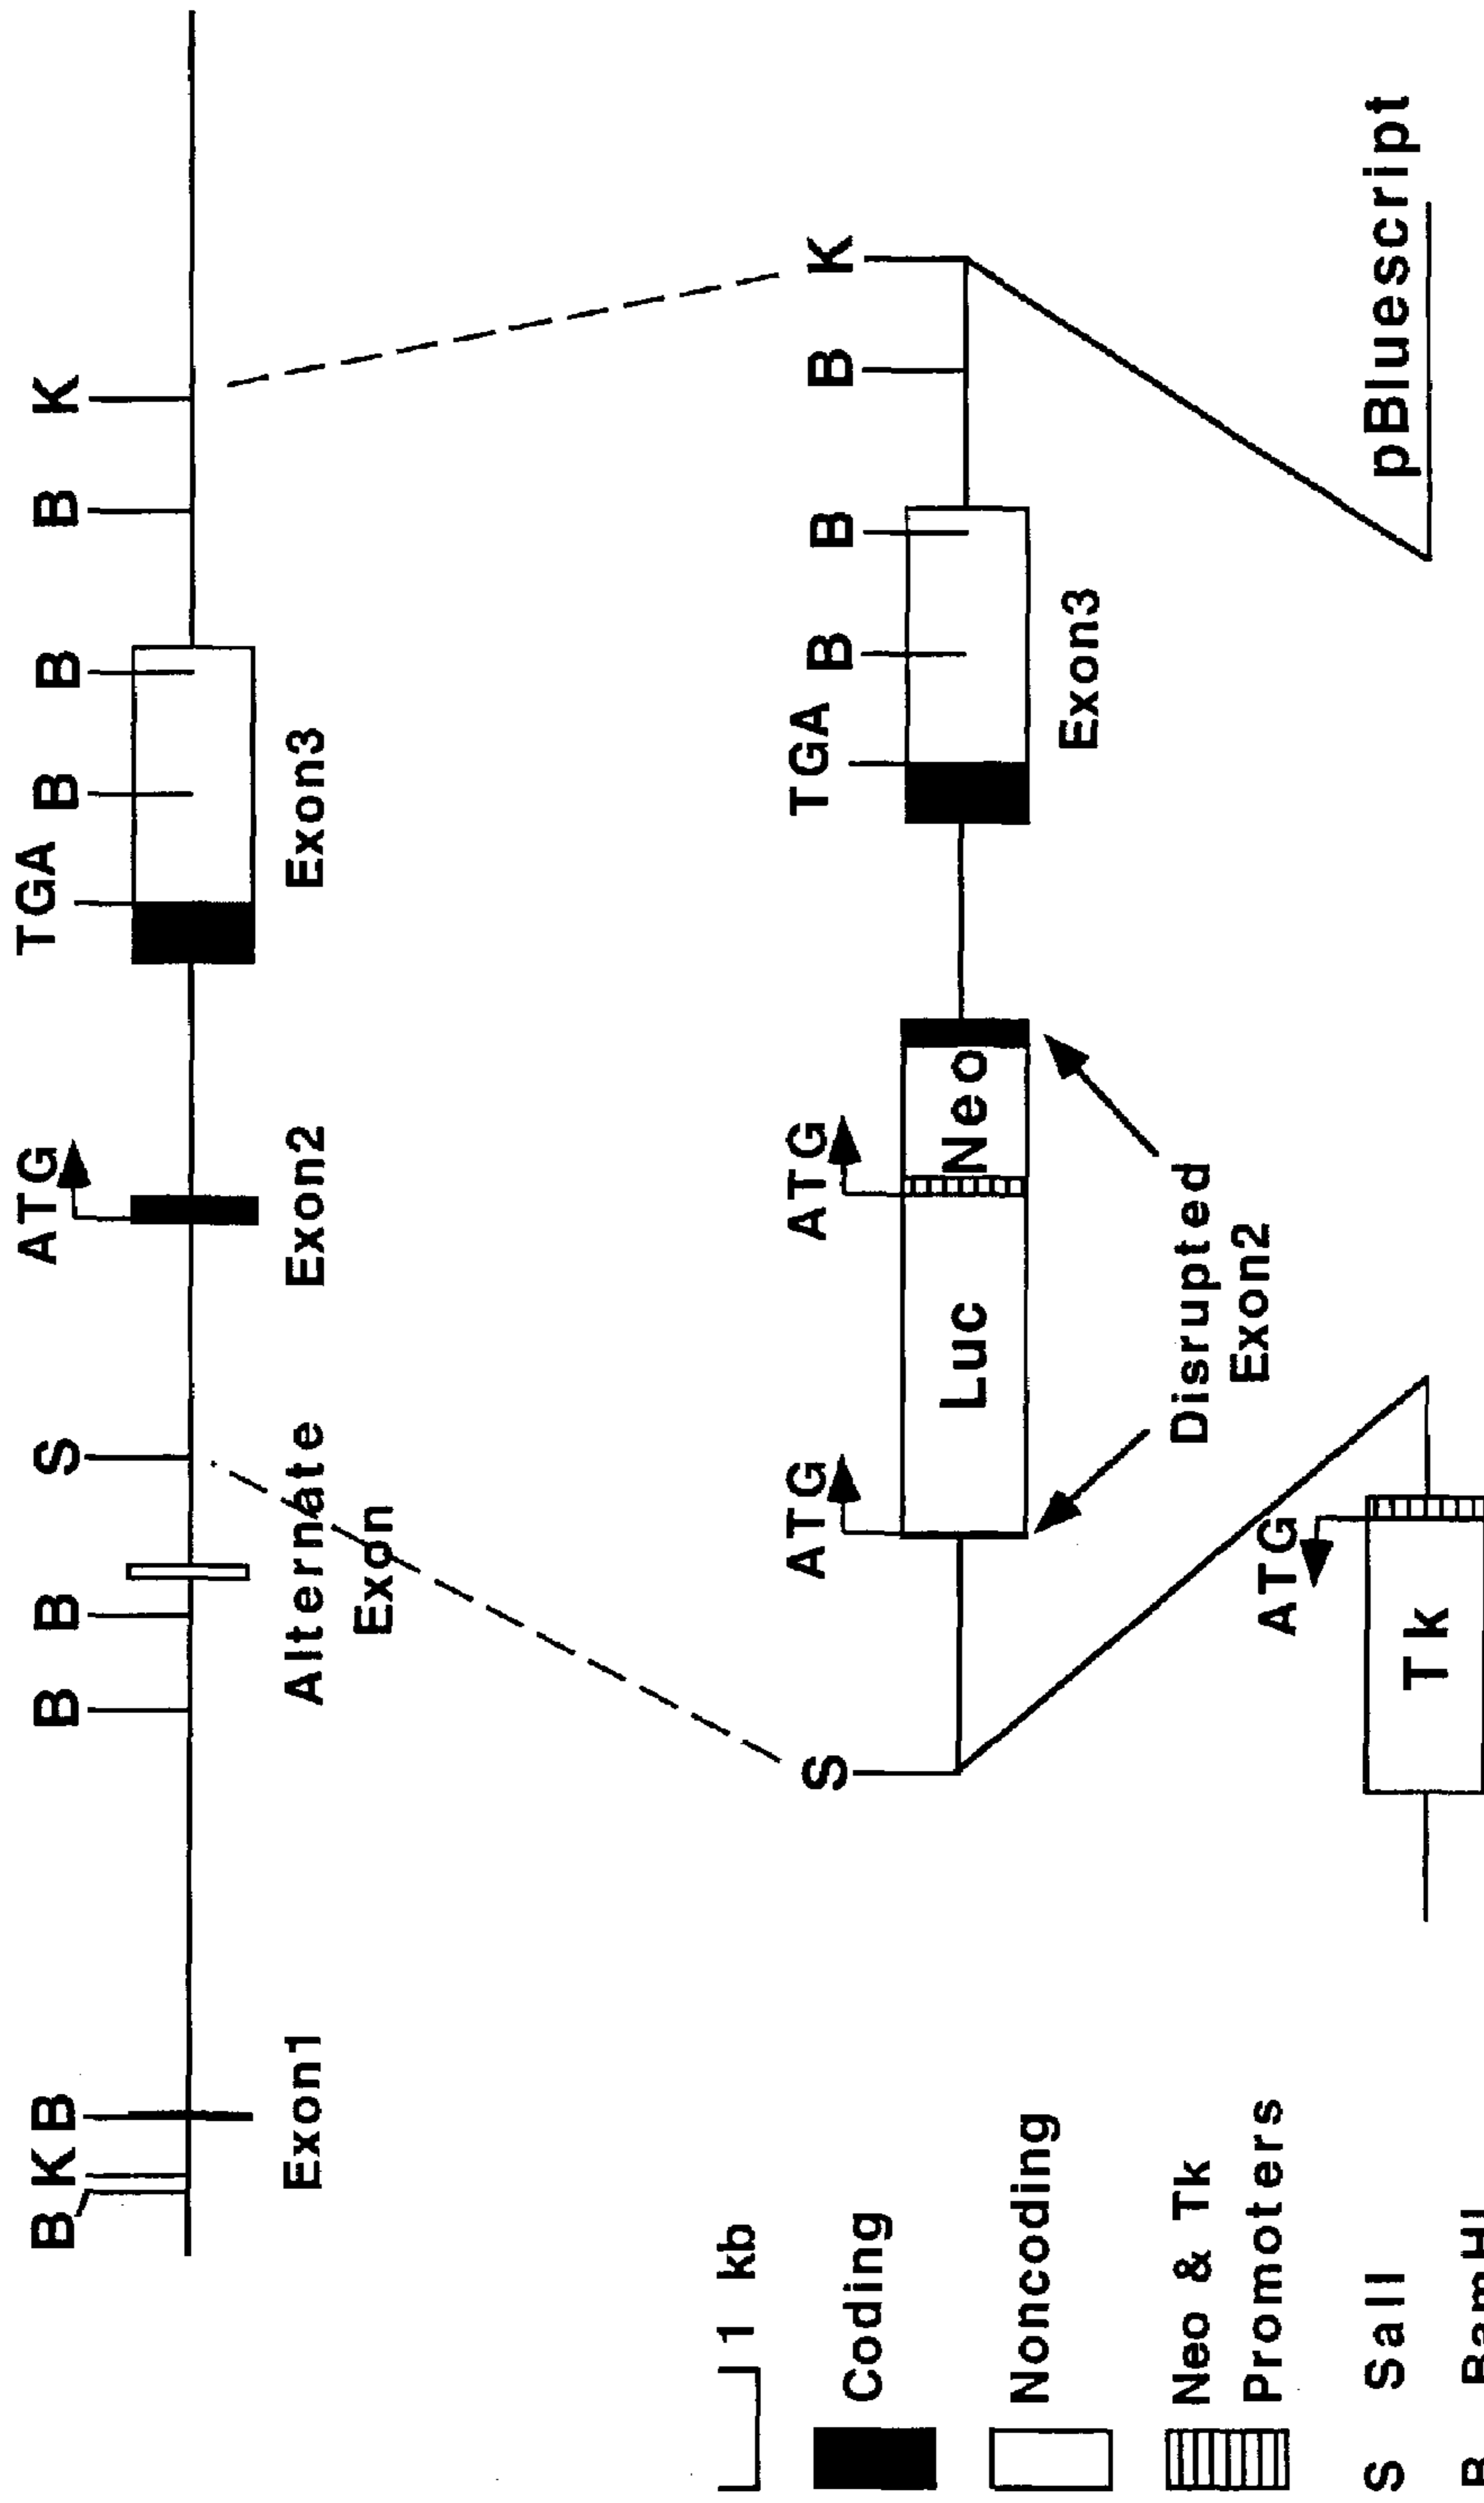 B K B B B S ATG TGA B B B K
Exon1 Alternate Exon2 Exon3
Exon
S ATG ATG TGA B B B K
Luc Neo
Exon3
Disrupted
Exon2
ATG
Tk pBluescript
1 kb
Coding
Noncoding
Neo & Tk
Promoters
S SalI